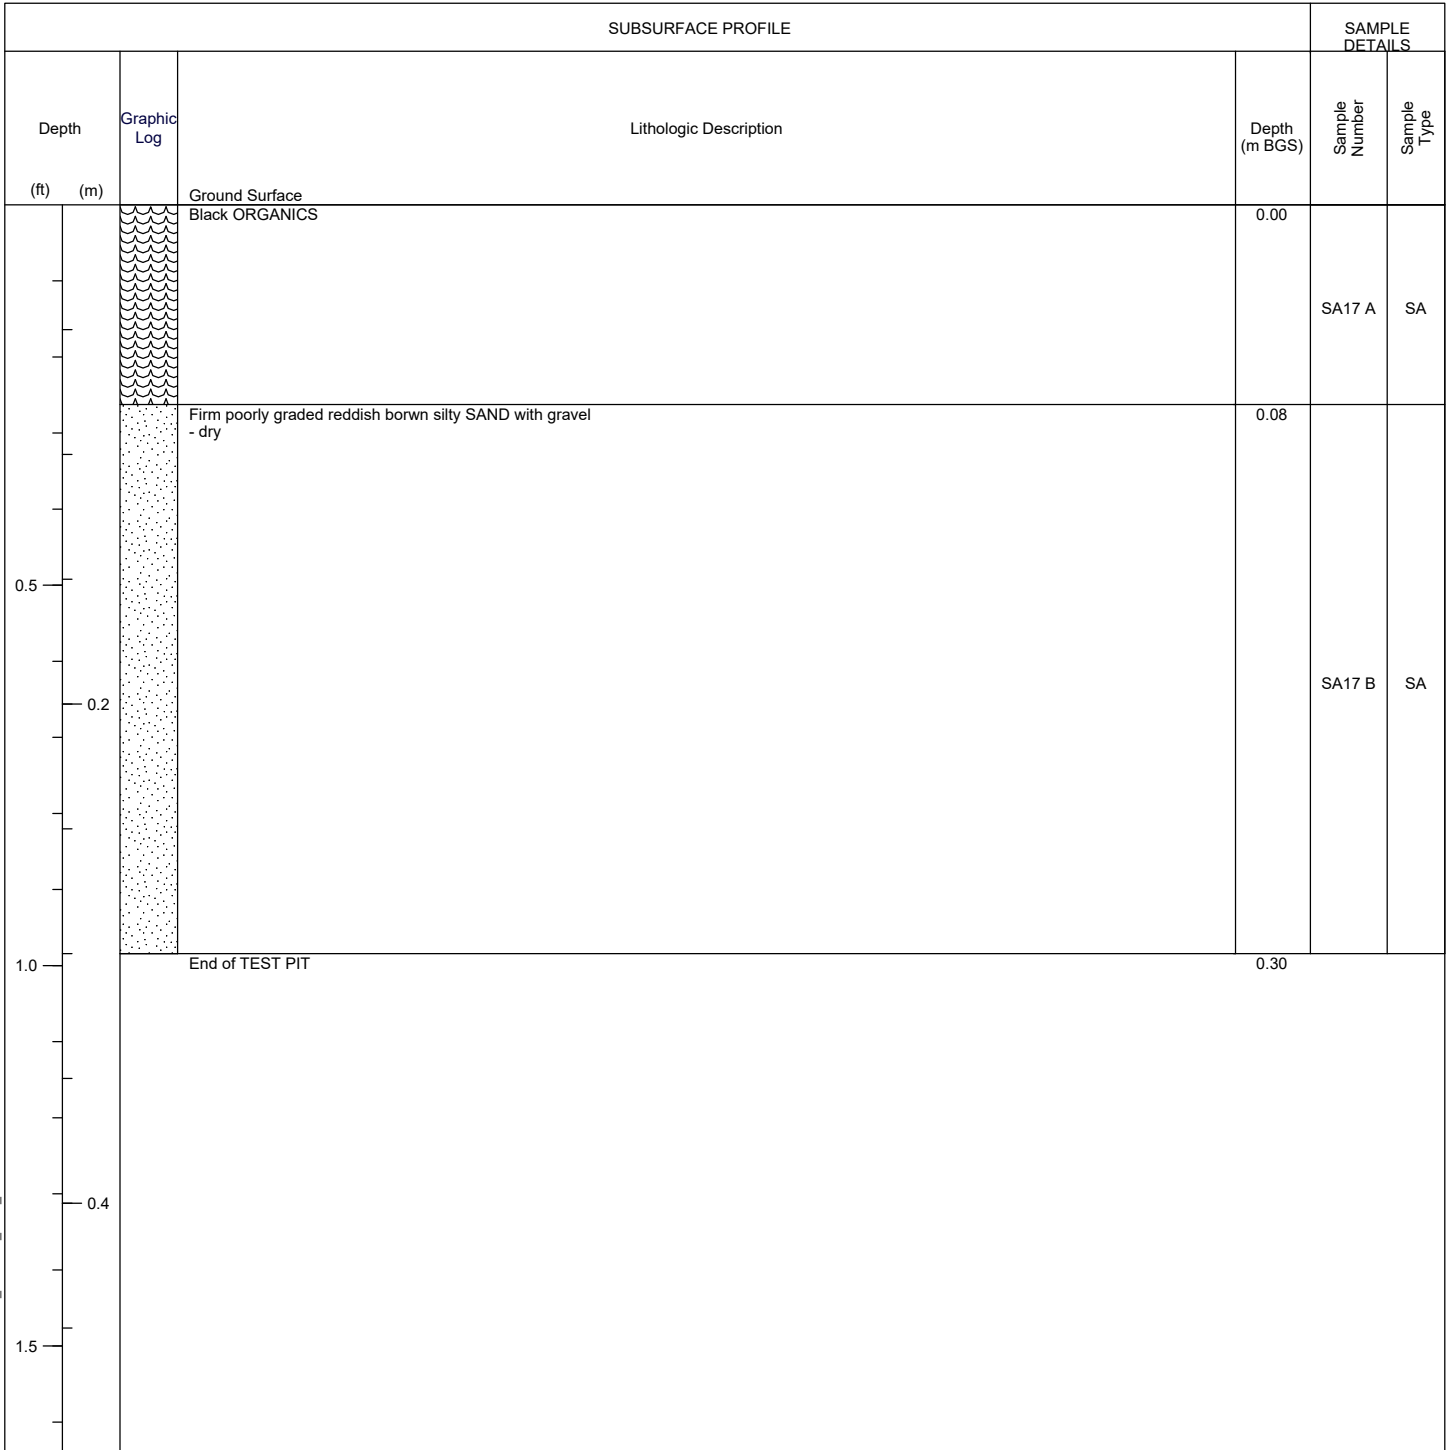 SUBSURFACE PROFILE
SAMPLE
DETAILS
Depth
Graphic
Log
Lithologic Description
Depth
(m BGS)
Sample
Number
Sample
Type
(ft) (m)
Ground Surface
Black ORGANICS
0.00
SA17 A SA
Firm poorly graded reddish borwn silty SAND with gravel
- dry
0.08
0.5
SA17 B SA
0.2
End of TEST PIT
0.30
1.0
0.4
1.5